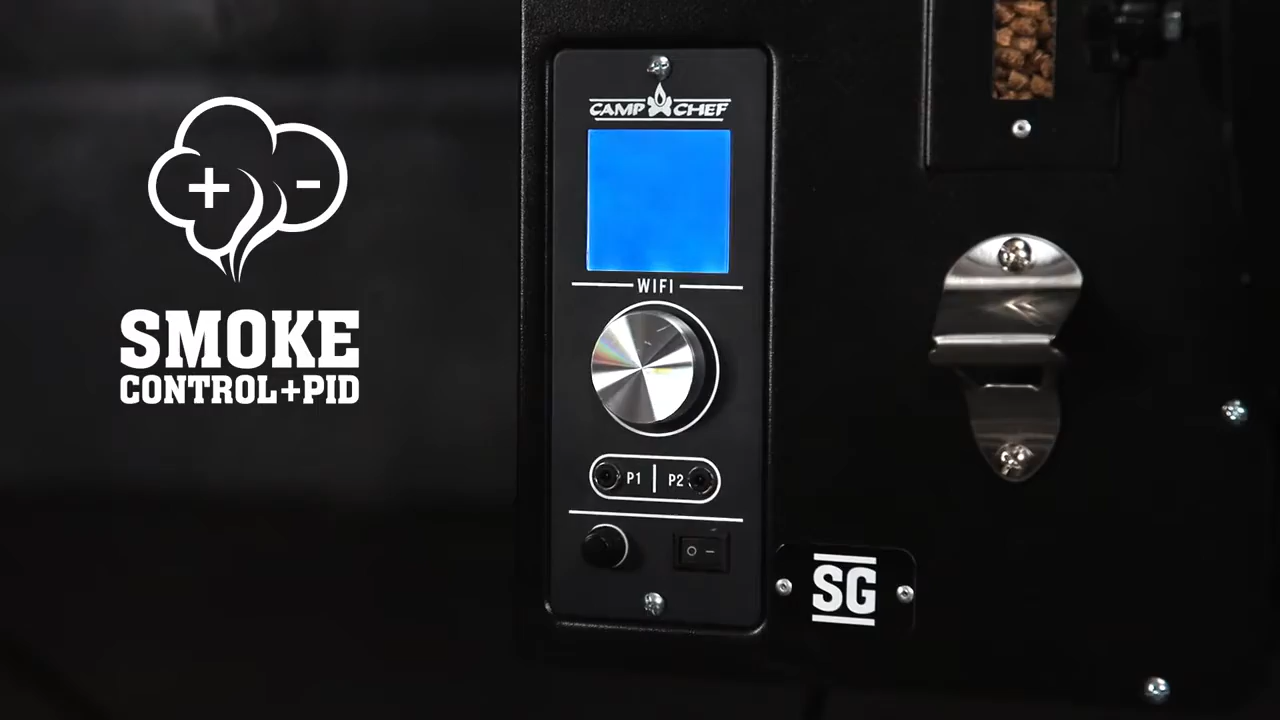 CAMP CHEF
WIFI
P1 | P2
SG
+ -
SMOKE
CONTROL+PID